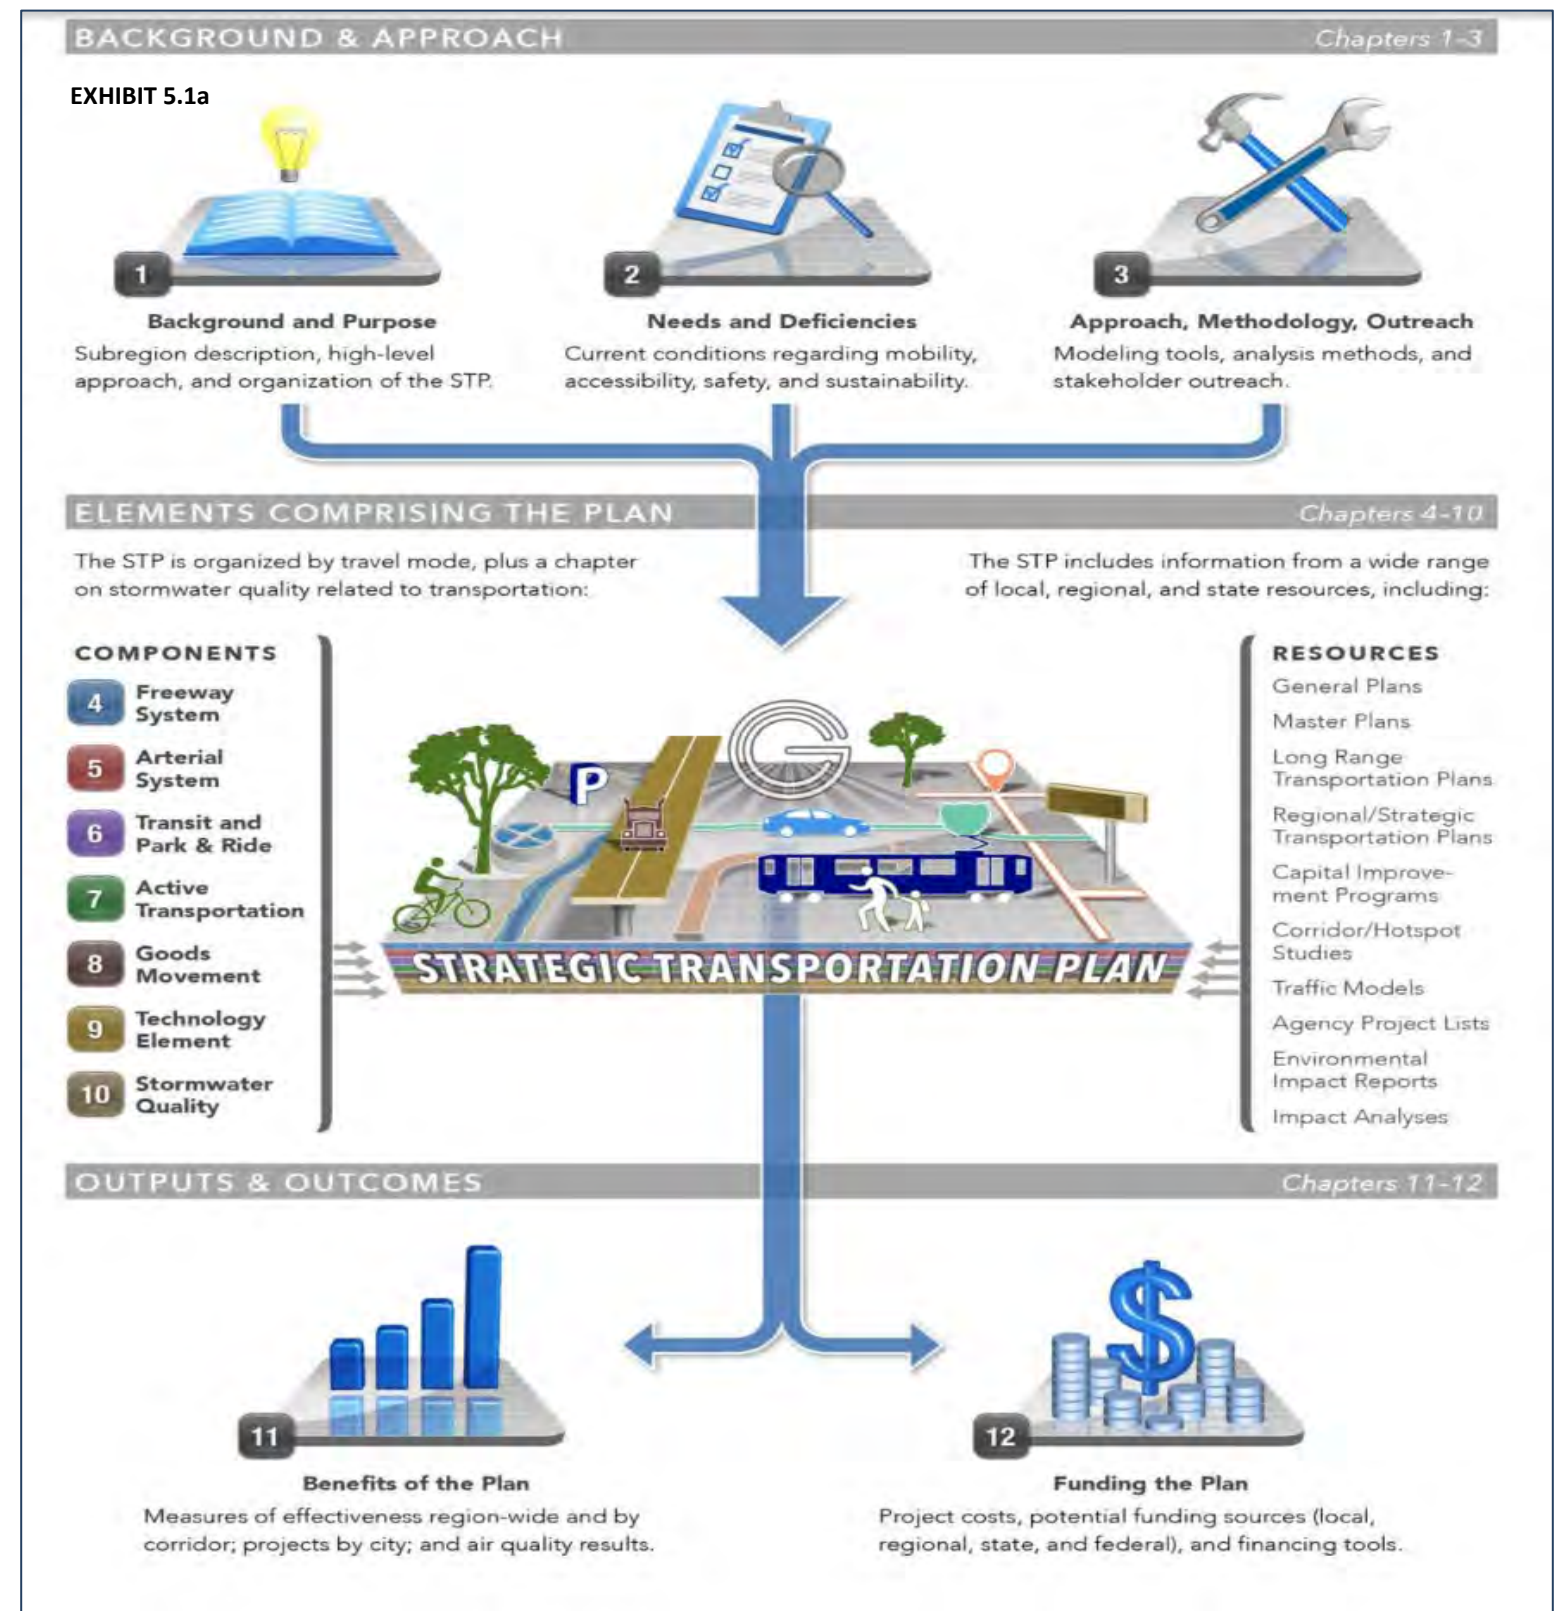 BACKGROUND & APPROACH
Chapters 1-3
EXHIBIT 5.1a
1
Background and Purpose
Subregion description, high-level
approach, and organization of the STP.
2
Needs and Deficiencies
Current conditions regarding mobility,
accessibility, safety, and sustainability.
3
Approach, Methodology, Outreach
Modeling tools, analysis methods, and
stakeholder outreach.
ELEMENTS COMPRISING THE PLAN
Chapters 4-10
The STP is organized by travel mode, plus a chapter
on stormwater quality related to transportation:
The STP includes information from a wide range
of local, regional, and state resources, including:
COMPONENTS
4
Freeway
System
5
Arterial
System
6
Transit and
Park & Ride
7
Active
Transportation
8
Goods
Movement
9
Technology
Element
10
Stormwater
Quality
P
G
STRATEGIC TRANSPORTATION PLAN
RESOURCES
General Plans
Master Plans
Long Range
Transportation Plans
Regional/Strategic
Transportation Plans
Capital Improve-
ment Programs
Corridor/Hotspot
Studies
Traffic Models
Agency Project Lists
Environmental
Impact Reports
Impact Analyses
OUTPUTS & OUTCOMES
Chapters 11-12
11
Benefits of the Plan
Measures of effectiveness region-wide and by
corridor; projects by city; and air quality results.
$
12
Funding the Plan
Project costs, potential funding sources (local,
regional, state, and federal), and financing tools.